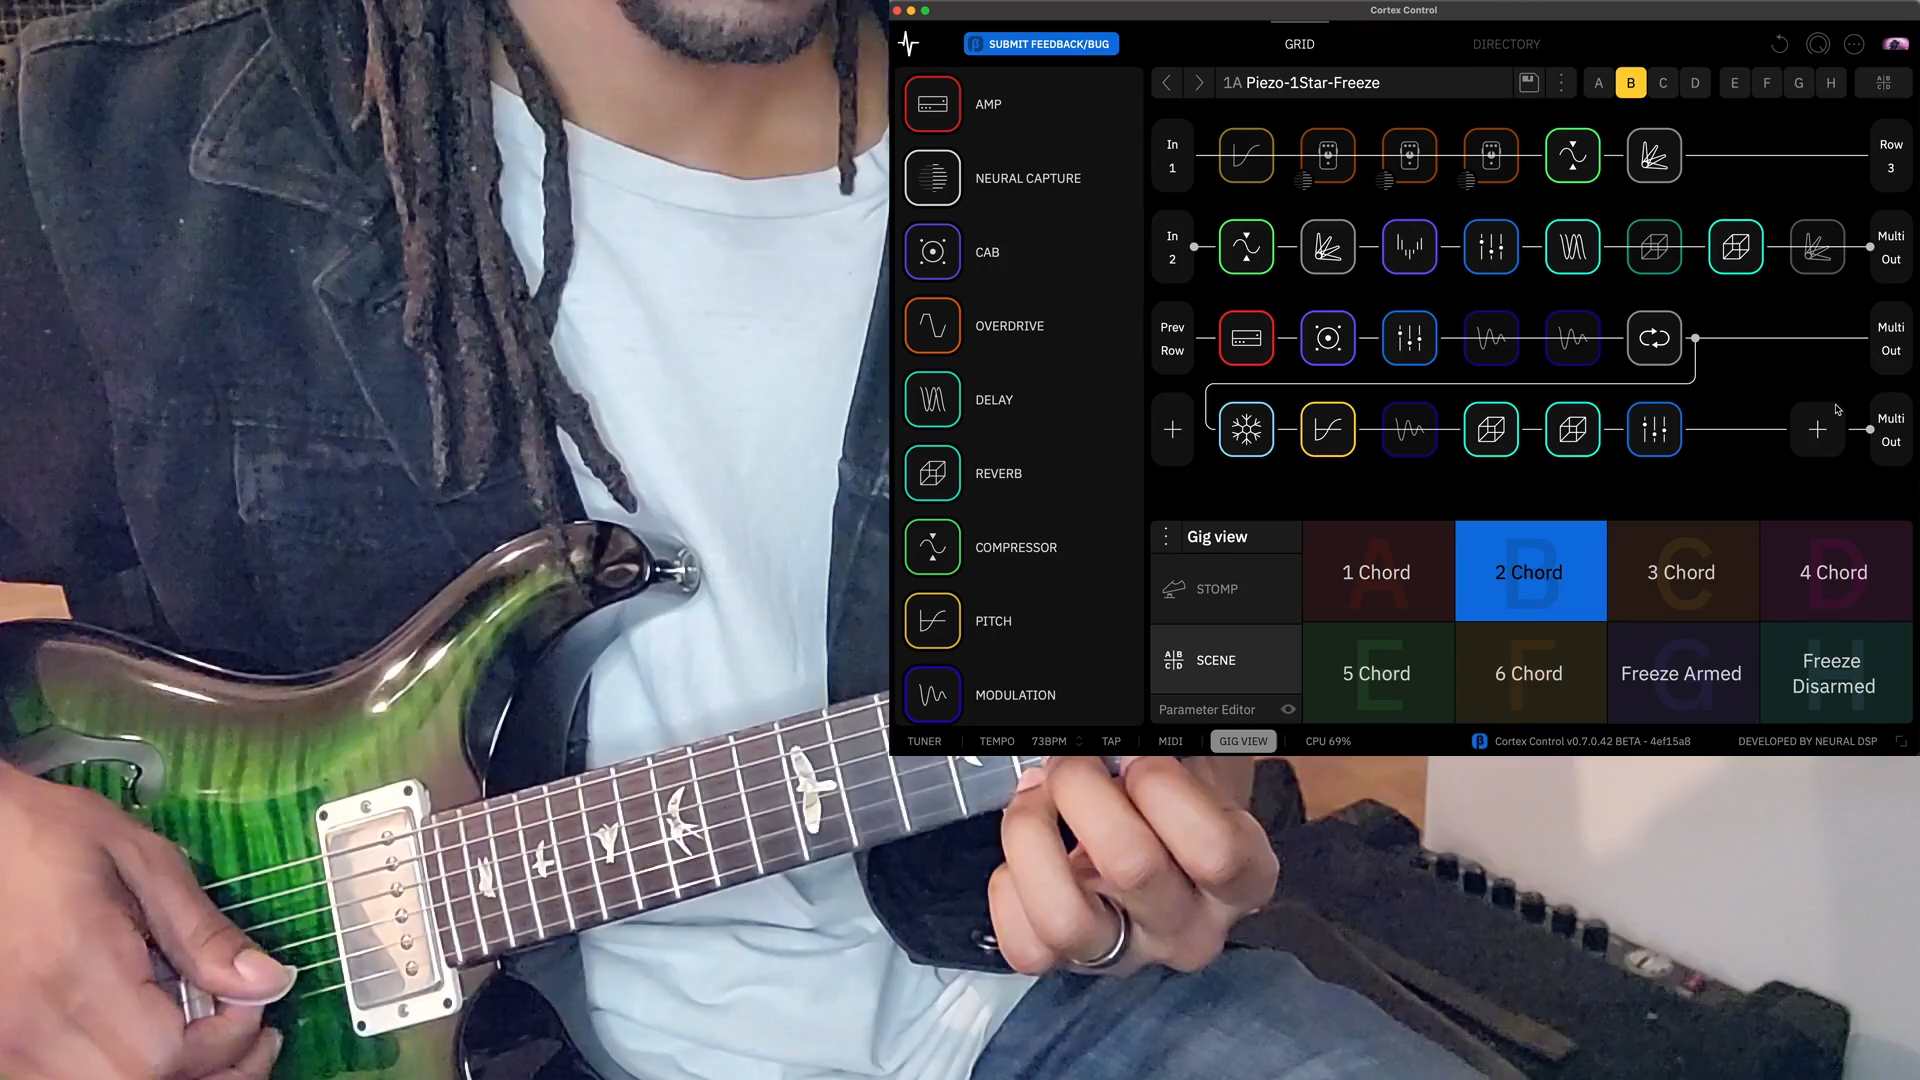 Cortex Control
SUBMIT FEEDBACK/BUG
GRID
DIRECTORY
1A Piezo-1Star-Freeze
A B C D E F G H
A B
C D
AMP
NEURAL CAPTURE
CAB
OVERDRIVE
DELAY
REVERB
COMPRESSOR
PITCH
MODULATION
In
1
Row
3
In
2
Multi
Out
Prev
Row
Multi
Out
Multi
Out
Gig view
STOMP
A B
C D
SCENE
Parameter Editor
A
1 Chord
B
2 Chord
C
3 Chord
D
4 Chord
E
5 Chord
F
6 Chord
G
Freeze Armed
H
Freeze
Disarmed
TUNER
TEMPO 73BPM
TAP
MIDI
GIG VIEW
CPU 69%
Cortex Control v0.7.0.42 BETA - 4ef15a8
DEVELOPED BY NEURAL DSP